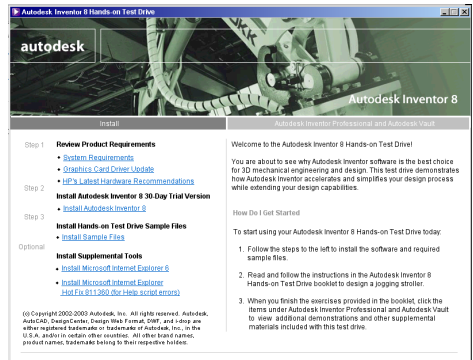 Autodesk Inventor 8 Hands-on Test Drive
autodesk
Autodesk Inventor 8
Install
Autodesk Inventor Professional and Autodesk Vault
Step 1
Review Product Requirements
• System Requirements
• Graphics Card Driver Update
• HP's Latest Hardware Recommendations
Step 2
Install Autodesk Inventor 8 30-Day Trial Version
• Install Autodesk Inventor 8
Step 3
Install Hands-on Test Drive Sample Files
• Install Sample Files
Optional
Install Supplemental Tools
• Install Microsoft Internet Explorer 6
• Install Microsoft Internet Explorer
Hot Fix 811360 (for Help script errors)
(c) Copyright 2002-2003 Autodesk, Inc. All rights reserved. Autodesk,
AutoCAD, DesignCenter, Design Web Format, DWF, and i-drop are
either registered trademarks or trademarks of Autodesk, Inc., in the
U.S.A. and/or in certain other countries. All other brand names,
product names, trademarks belong to their respective holders.
Welcome to the Autodesk Inventor 8 Hands-on Test Drive!
You are about to see why Autodesk Inventor software is the best choice
for 3D mechanical engineering and design. This test drive demonstrates
how Autodesk Inventor accelerates and simplifies your design process
while extending your design capabilities.
How Do I Get Started
To start using your Autodesk Inventor 8 Hands-on Test Drive today:
1. Follow the steps to the left to install the software and required
sample files.
2. Read and follow the instructions in the Autodesk Inventor 8
Hands-on Test Drive booklet to design a jogging stroller.
3. When you finish the exercises provided in the booklet, click the
items under Autodesk Inventor Professional and Autodesk Vault
to view additional demonstrations and other supplemental
materials included with this test drive.